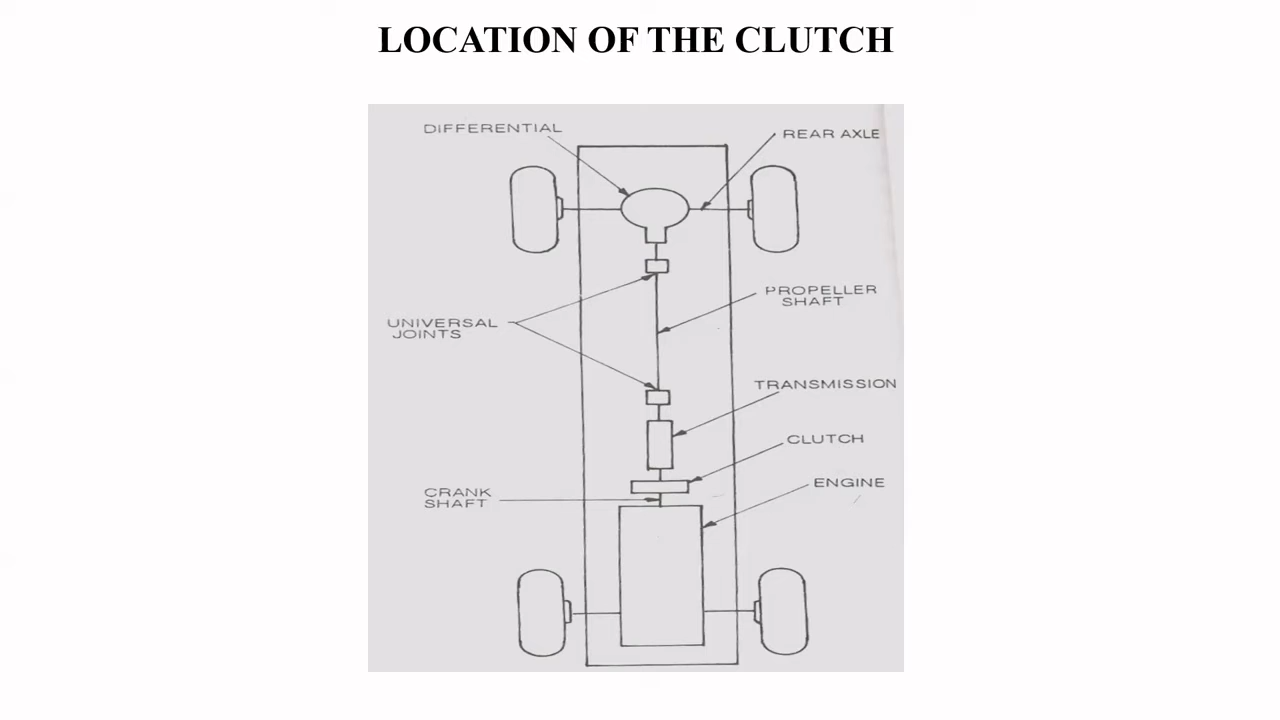 LOCATION OF THE CLUTCH
DIFFERENTIAL
REAR AXLE
PROPELLER
SHAFT
UNIVERSAL
JOINTS
TRANSMISSION
CLUTCH
ENGINE
CRANK
SHAFT